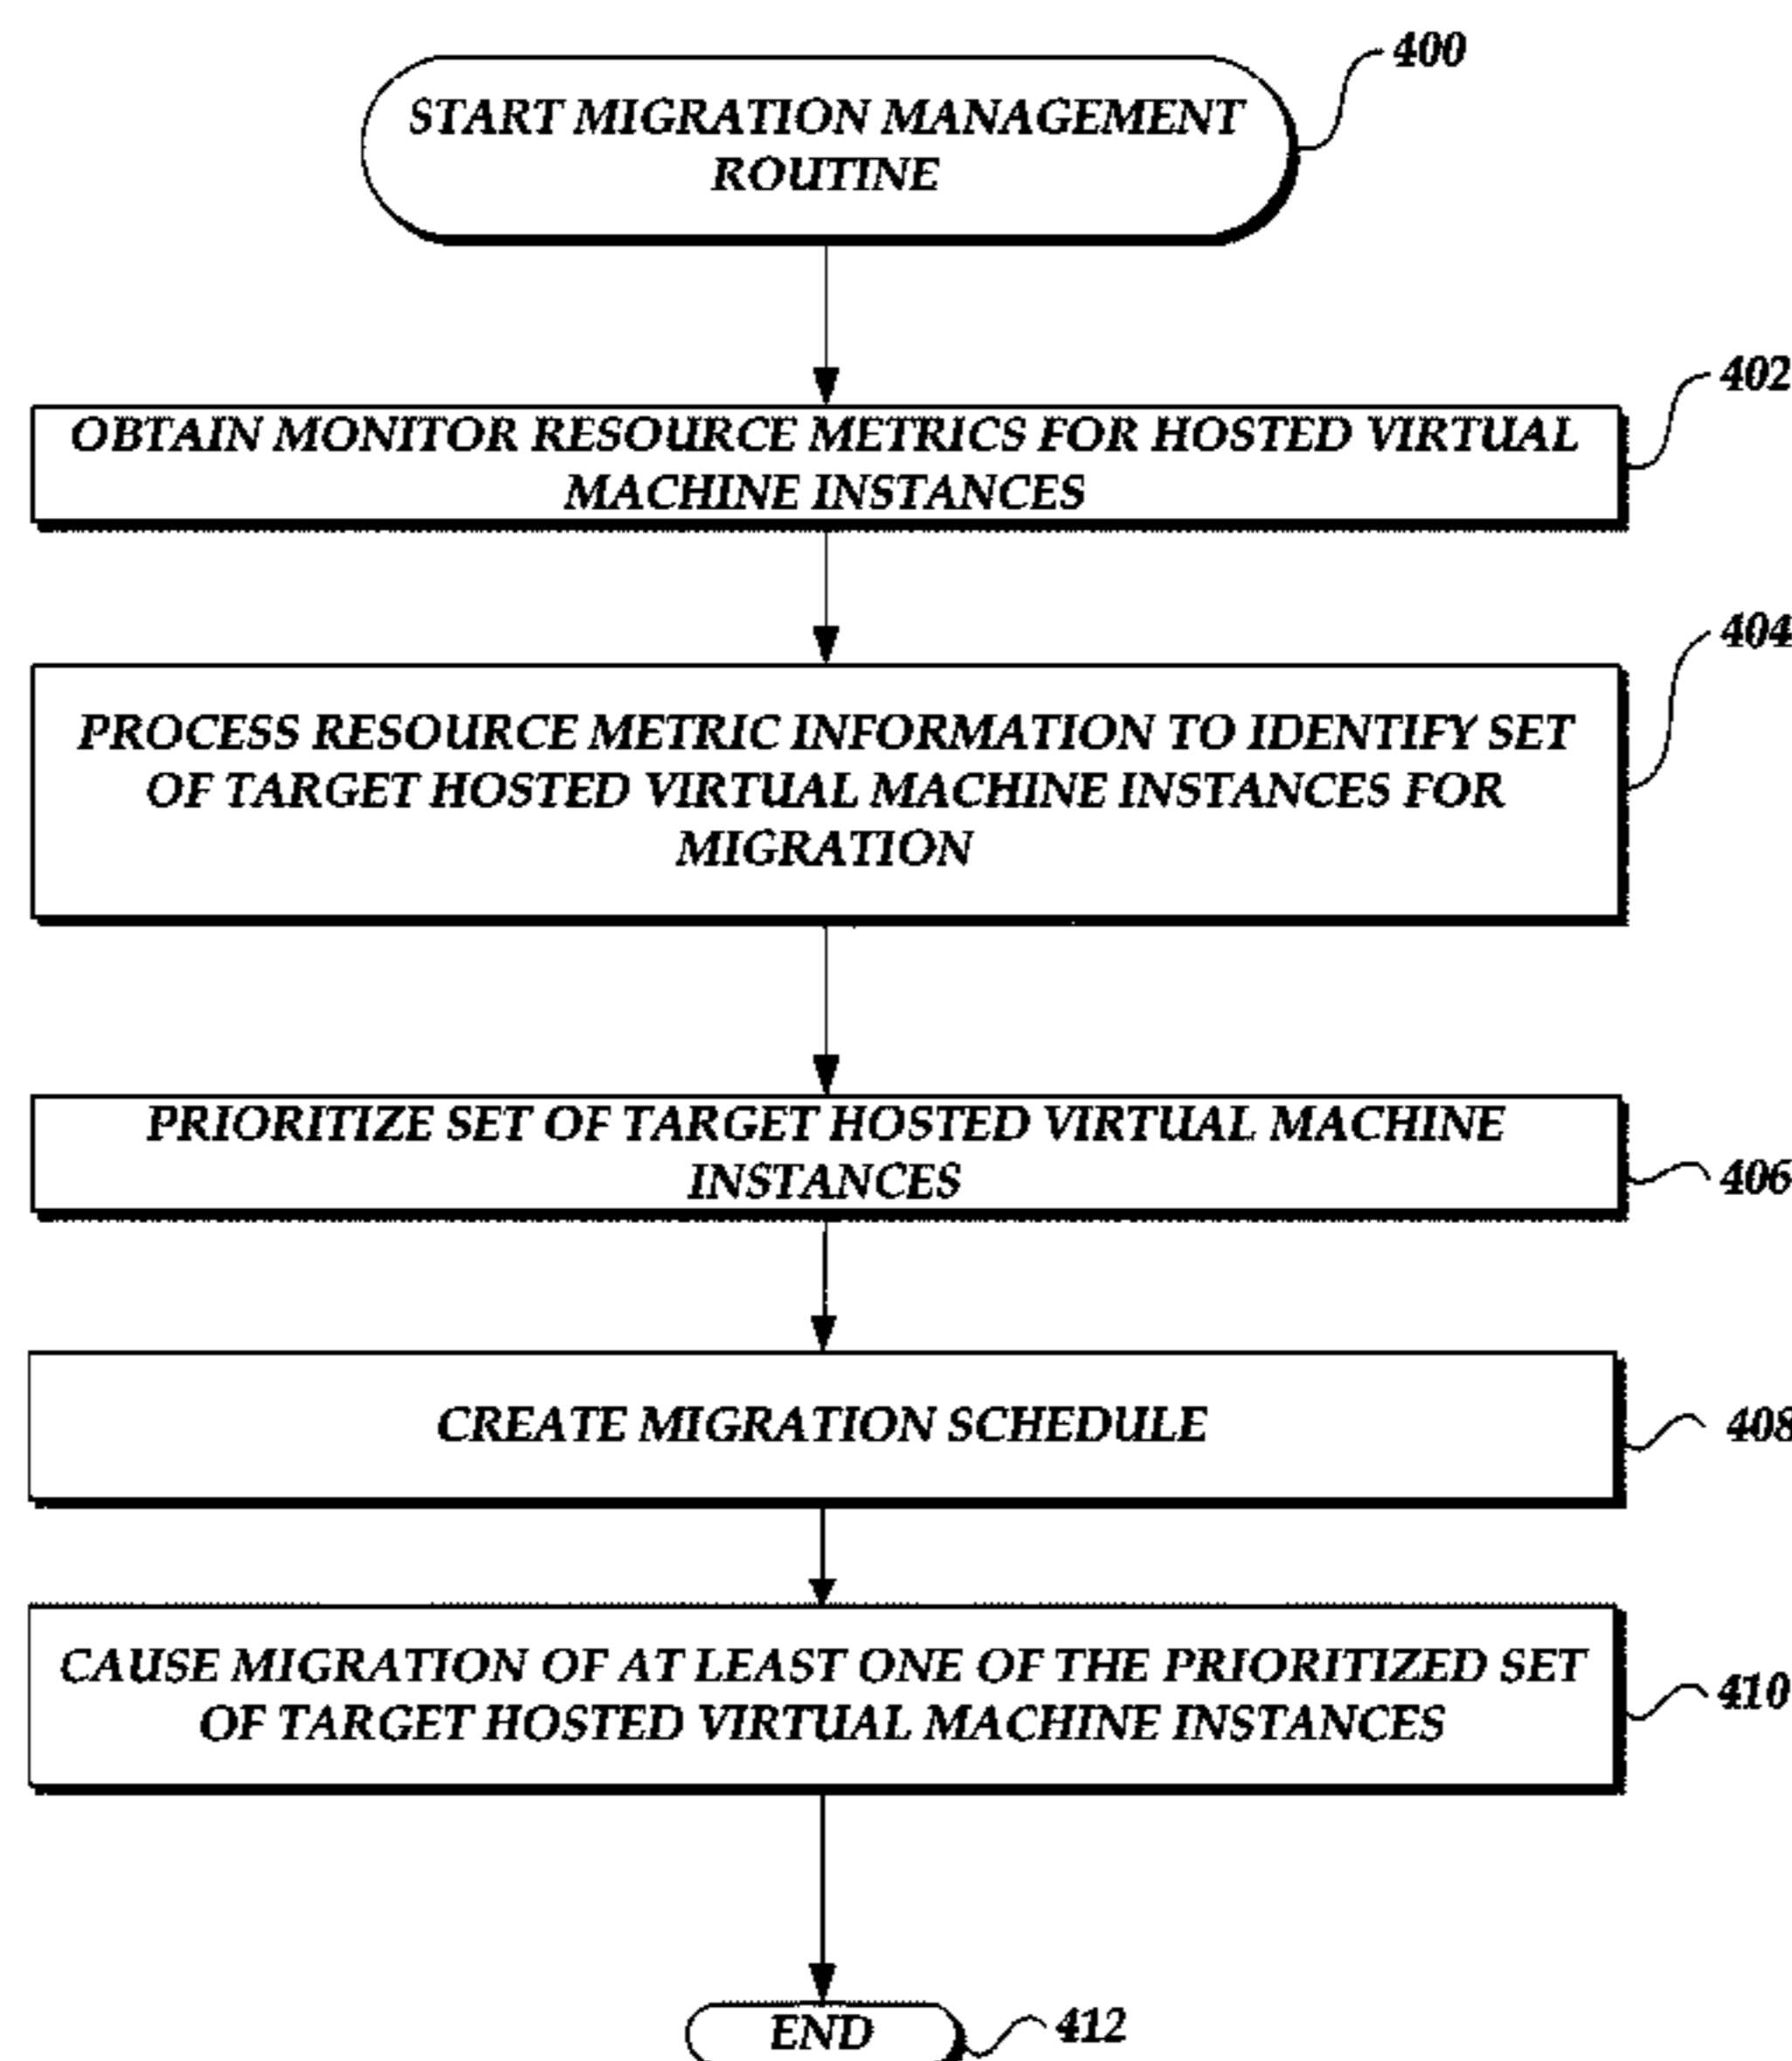 400
START MIGRATION MANAGEMENT
ROUTINE
402
OBTAIN MONITOR RESOURCE METRICS FOR HOSTED VIRTUAL
MACHINE INSTANCES
404
PROCESS RESOURCE METRIC INFORMATION TO IDENTIFY SET
OF TARGET HOSTED VIRTUAL MACHINE INSTANCES FOR
MIGRATION
PRIORITIZE SET OF TARGET HOSTED VIRTUAL MACHINE
INSTANCES
406
CREATE MIGRATION SCHEDULE
408
CAUSE MIGRATION OF AT LEAST ONE OF THE PRIORITIZED SET
OF TARGET HOSTED VIRTUAL MACHINE INSTANCES
410
END
412